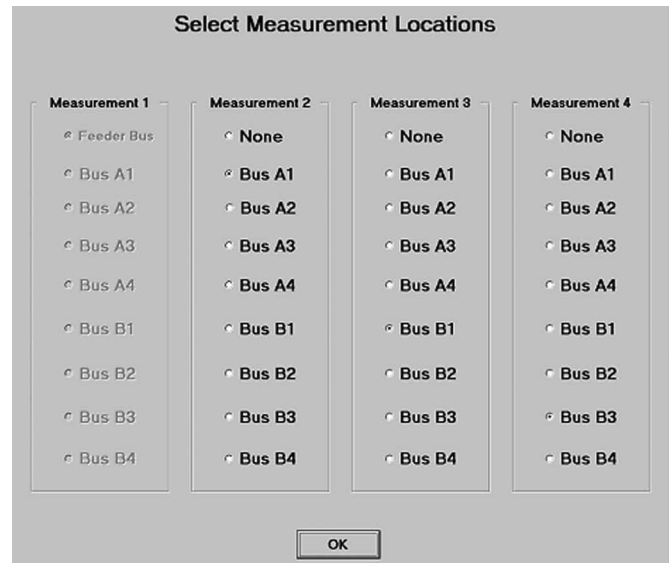 Select Measurement Locations
Measurement 1
Feeder Bus
Bus A1
Bus A2
Bus A3
Bus A4
Bus B1
Bus B2
Bus B3
Bus B4
Measurement 2
None
Bus A1
Bus A2
Bus A3
Bus A4
Bus B1
Bus B2
Bus B3
Bus B4
Measurement 3
None
Bus A1
Bus A2
Bus A3
Bus A4
Bus B1
Bus B2
Bus B3
Bus B4
Measurement 4
None
Bus A1
Bus A2
Bus A3
Bus A4
Bus B1
Bus B2
Bus B3
Bus B4
OK